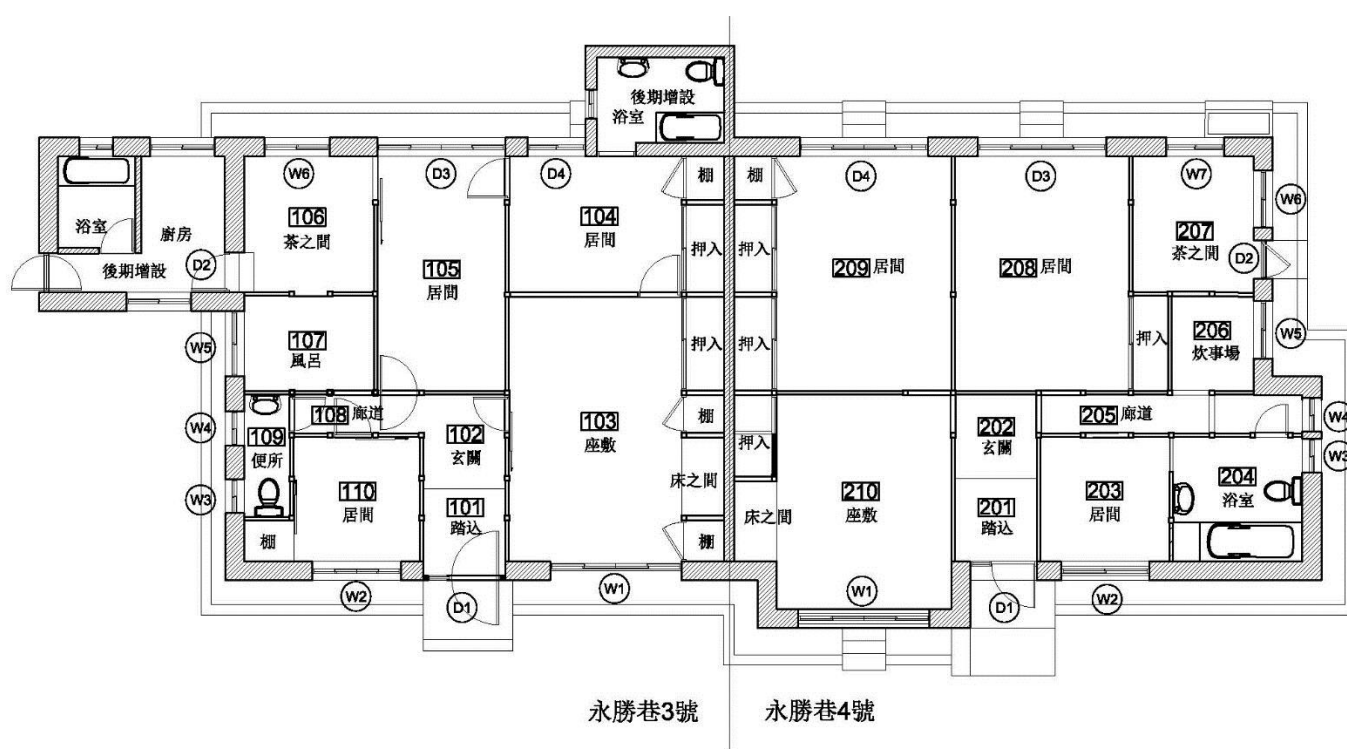 後期增設
浴室
W6
D3
D4
棚
棚
D4
D3
W7
浴室
廚房
後期增設
D2
106
茶之間
105
居間
104
居間
押入
押入
209 居間
208 居間
207
茶之間
D2
W6
W5
107
風呂
押入
押入
押入
206
炊事場
W5
W4
108 廊道
109
便所
102
玄關
103
座敷
棚
押入
202
玄關
205 廊道
W4
W3
W3
110
居間
101
踏込
床之間
床之間
210
座敷
201
踏込
203
居間
204
浴室
棚
棚
W2
D1
W1
W1
D1
W2
永勝巷3號
永勝巷4號